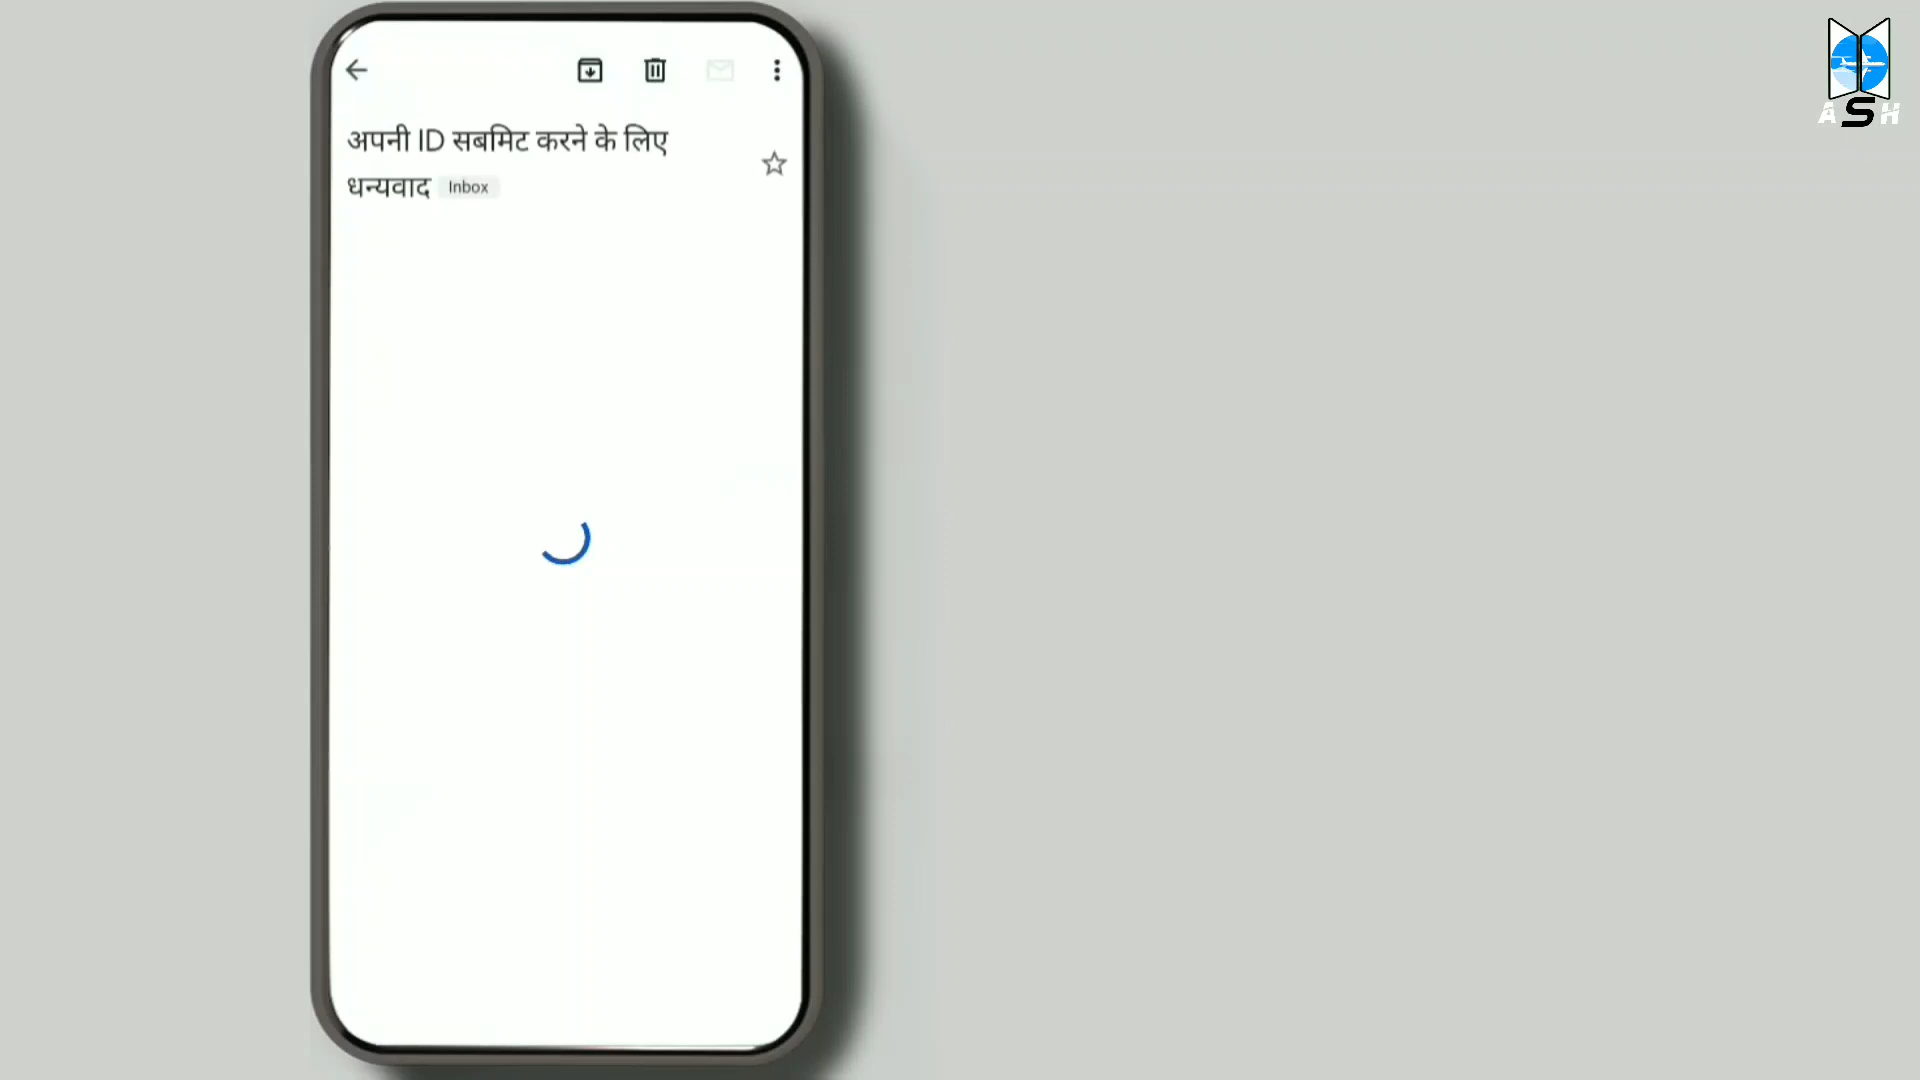 अपनी ID सबमिट करने के लिए
धन्यवाद Inbox
ASH